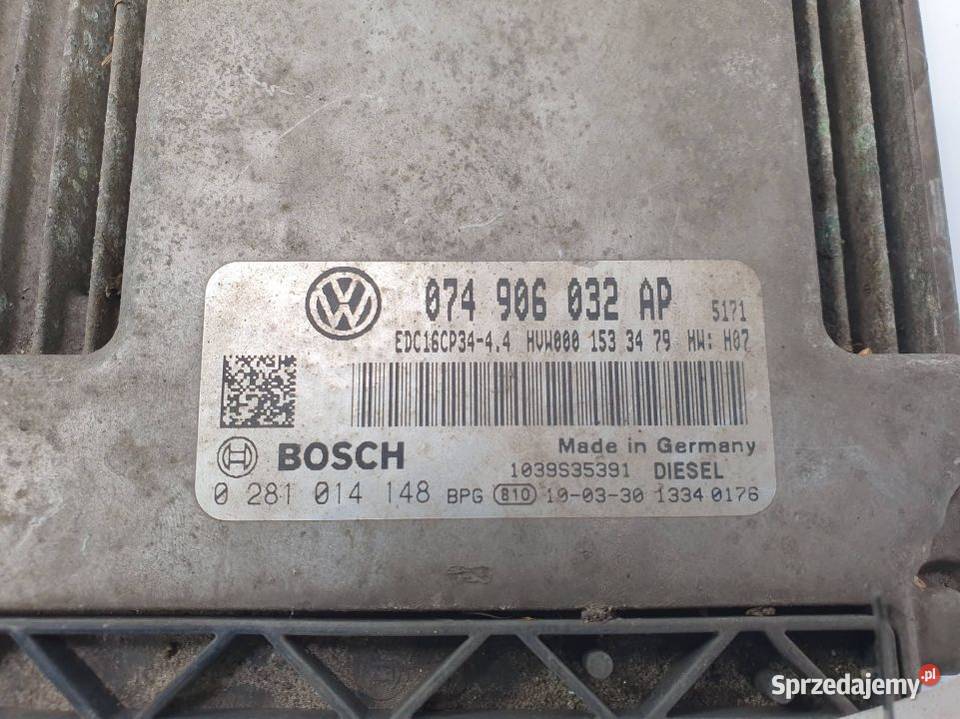 074 906 032 AP 5171
EDC16CP34-4.4 HVW000 153 34 79 HW: H07
BOSCH Made in Germany
1039S35391 DIESEL
0 281 014 148 BPG 810 10-03-30 1334 0176
Sprzedajemy.pl